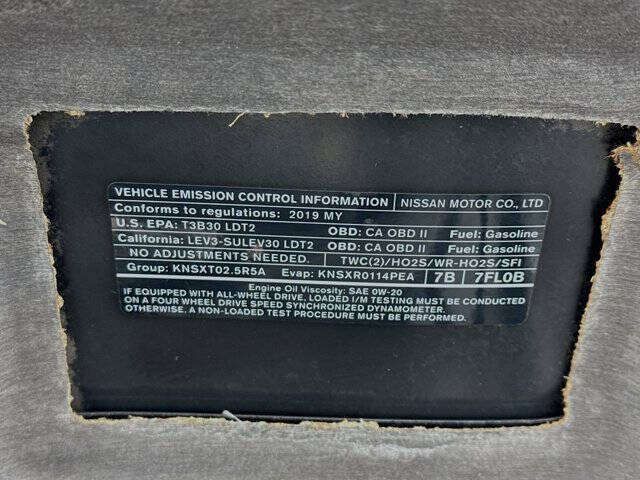 VEHICLE EMISSION CONTROL INFORMATION NISSAN MOTOR CO., LTD
Conforms to regulations: 2019 MY
U.S. EPA: T3B30 LDT2 OBD: CA OBD II Fuel: Gasoline
California: LEV3-SULEV30 LDT2 OBD: CA OBD II Fuel: Gasoline
NO ADJUSTMENTS NEEDED. TWC(2)/HO2S/WR-HO2S/SFI
Group: KNSXT02.5R5A Evap: KNSXR0114PEA 7B 7FL0B
Engine Oil Viscosity: SAE 0W-20
IF EQUIPPED WITH ALL-WHEEL DRIVE, LOADED I/M TESTING MUST BE CONDUCTED
ON A FOUR WHEEL DRIVE SPEED SYNCHRONIZED DYNAMOMETER.
OTHERWISE, A NON-LOADED TEST PROCEDURE MUST BE PERFORMED.